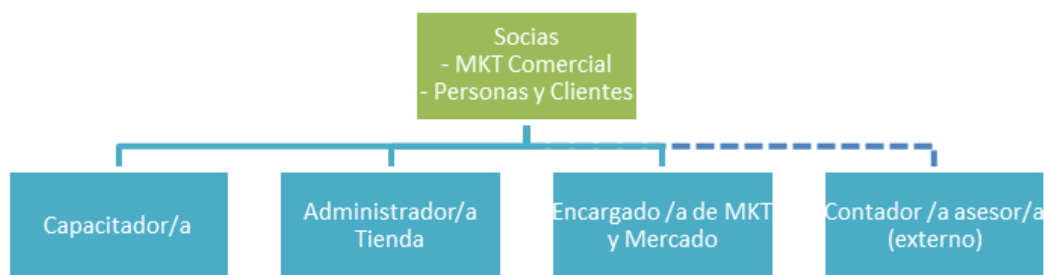 Socias
- MKT Comercial
- Personas y Clientes
Capacitador/a
Administrador/a
Tienda
Encargado /a de MKT
y Mercado
Contador /a asesor/a
(externo)